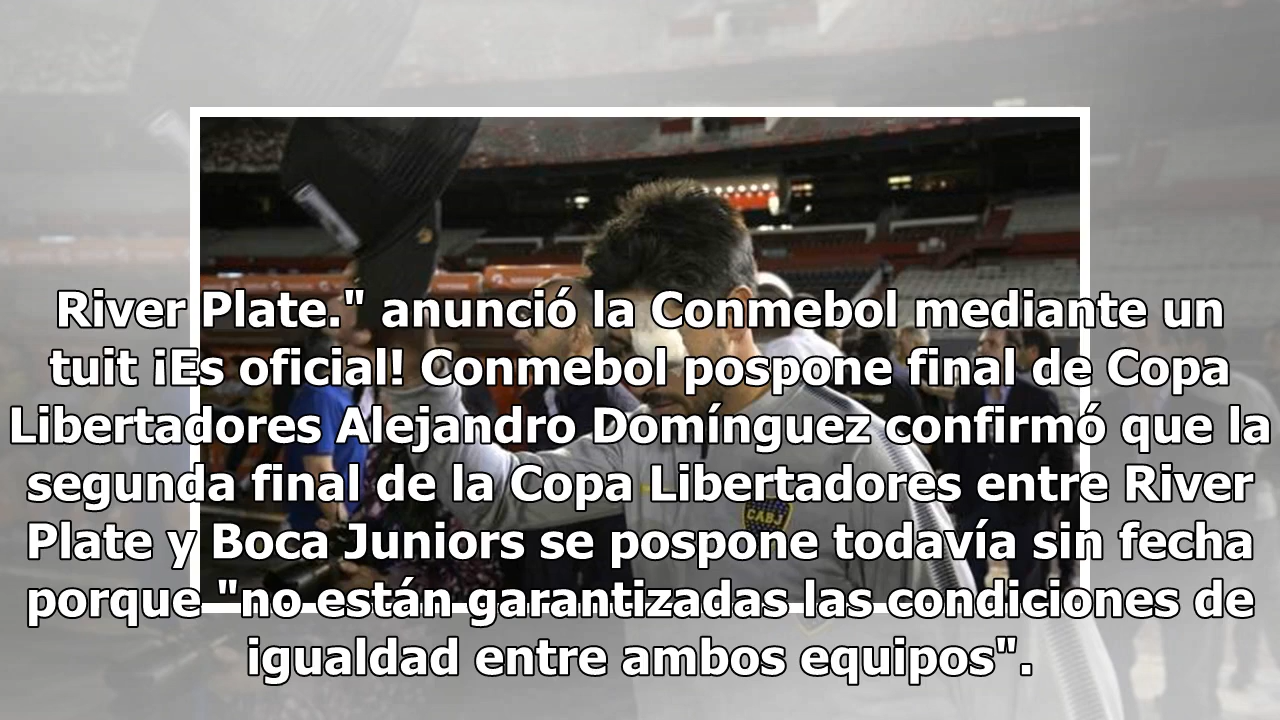 River Plate." anunció la Conmebol mediante un
tuit ¡Es oficial! Conmebol pospone final de Copa
Libertadores Alejandro Domínguez confirmó que la
segunda final de la Copa Libertadores entre River
Plate y Boca Juniors se pospone todavía sin fecha
porque "no están garantizadas las condiciones de
igualdad entre ambos equipos".
CABJ